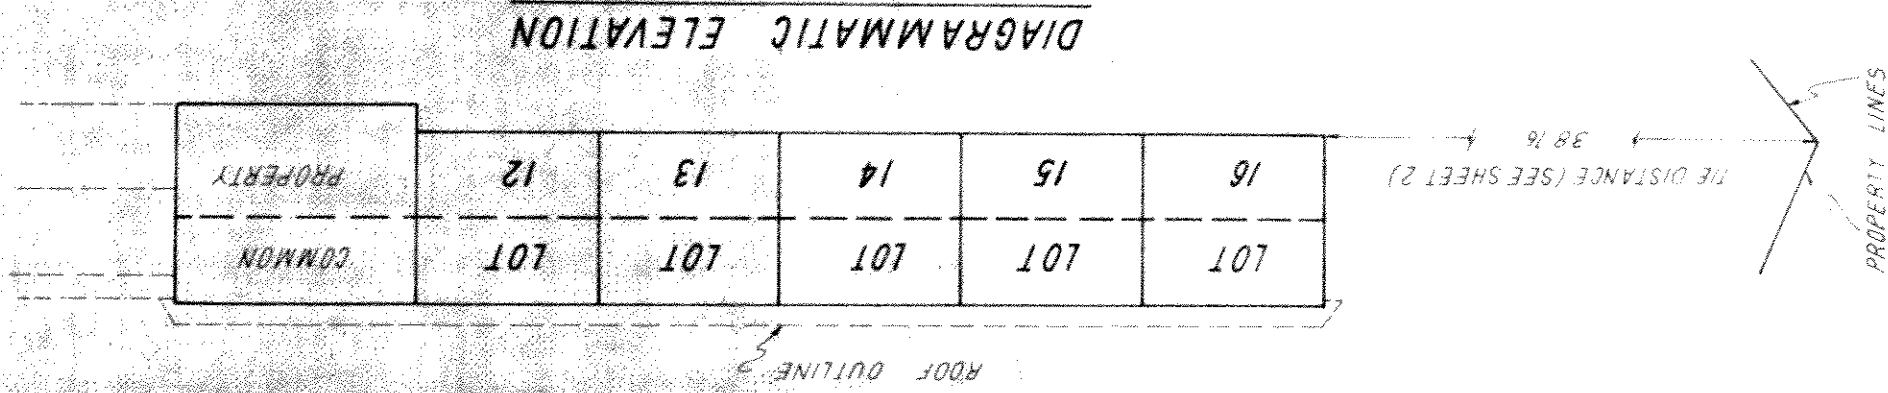 ROOF OUTLINE
LOT LOT LOT LOT LOT COMMON
16 15 14 13 12 PROPERTY
TIE DISTANCE (SEE SHEET 2)
38.76
PROPERTY LINES
DIAGRAMMATIC ELEVATION